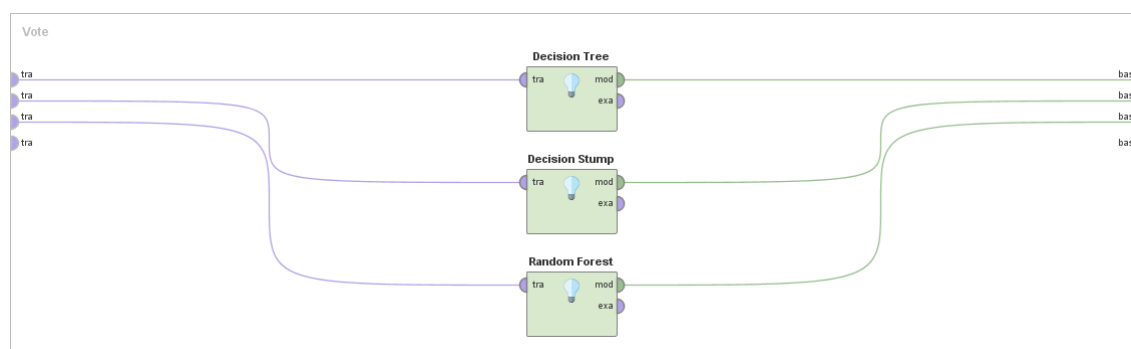 Vote
Decision Tree
tra tra mod bas
tra exa bas
tra bas
tra bas
Decision Stump
tra mod
exa
Random Forest
tra mod
exa